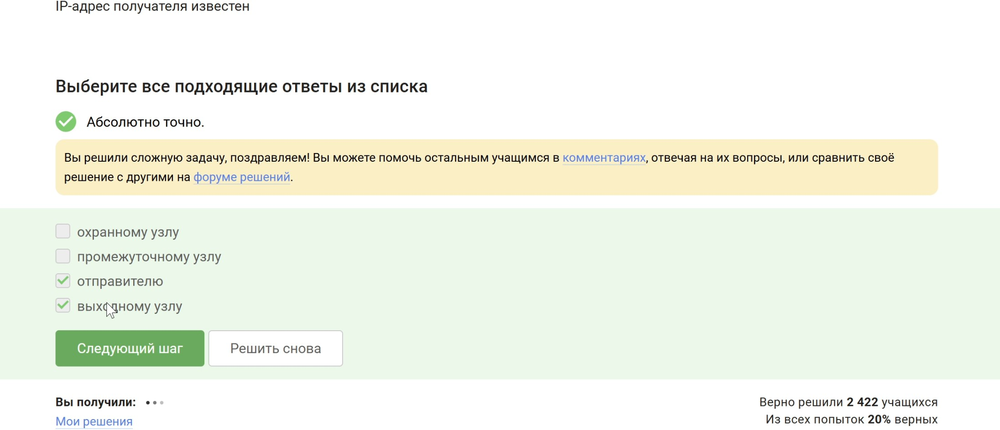 IP-адрес получателя известен
Выберите все подходящие ответы из списка
Абсолютно точно.
Вы решили сложную задачу, поздравляем! Вы можете помочь остальным учащимся в комментариях, отвечая на их вопросы, или сравнить своё
решение с другими на форуме решений.
охранному узлу
промежуточному узлу
отправителю
выходному узлу
Следующий шаг
Решить снова
Вы получили:
Мои решения
Верно решили 2 422 учащихся
Из всех попыток 20% верных